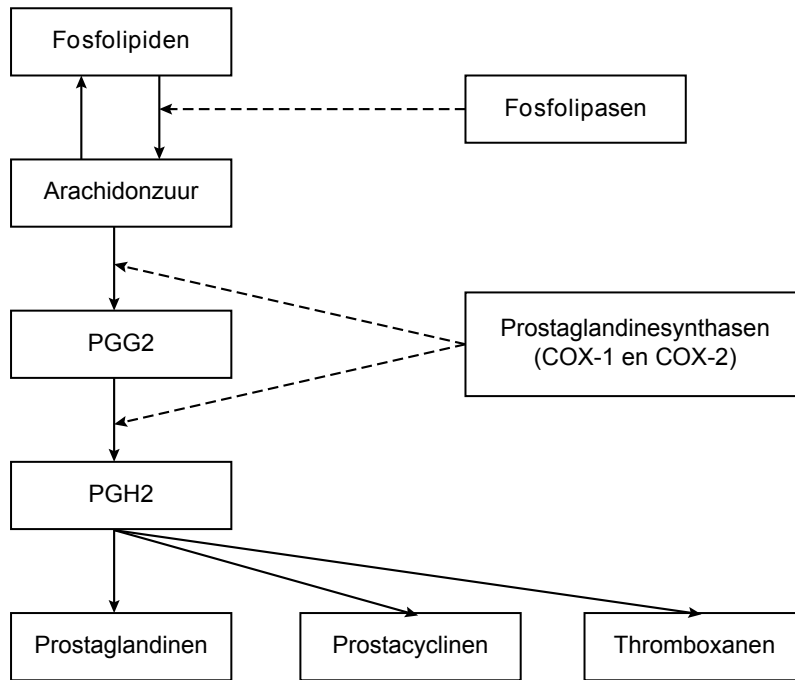 Fosfolipiden
Fosfolipasen
Arachidonzuur
PGG2
Prostaglandinesynthasen
(COX-1 en COX-2)
PGH2
Prostaglandinen
Prostacyclinen
Thromboxanen